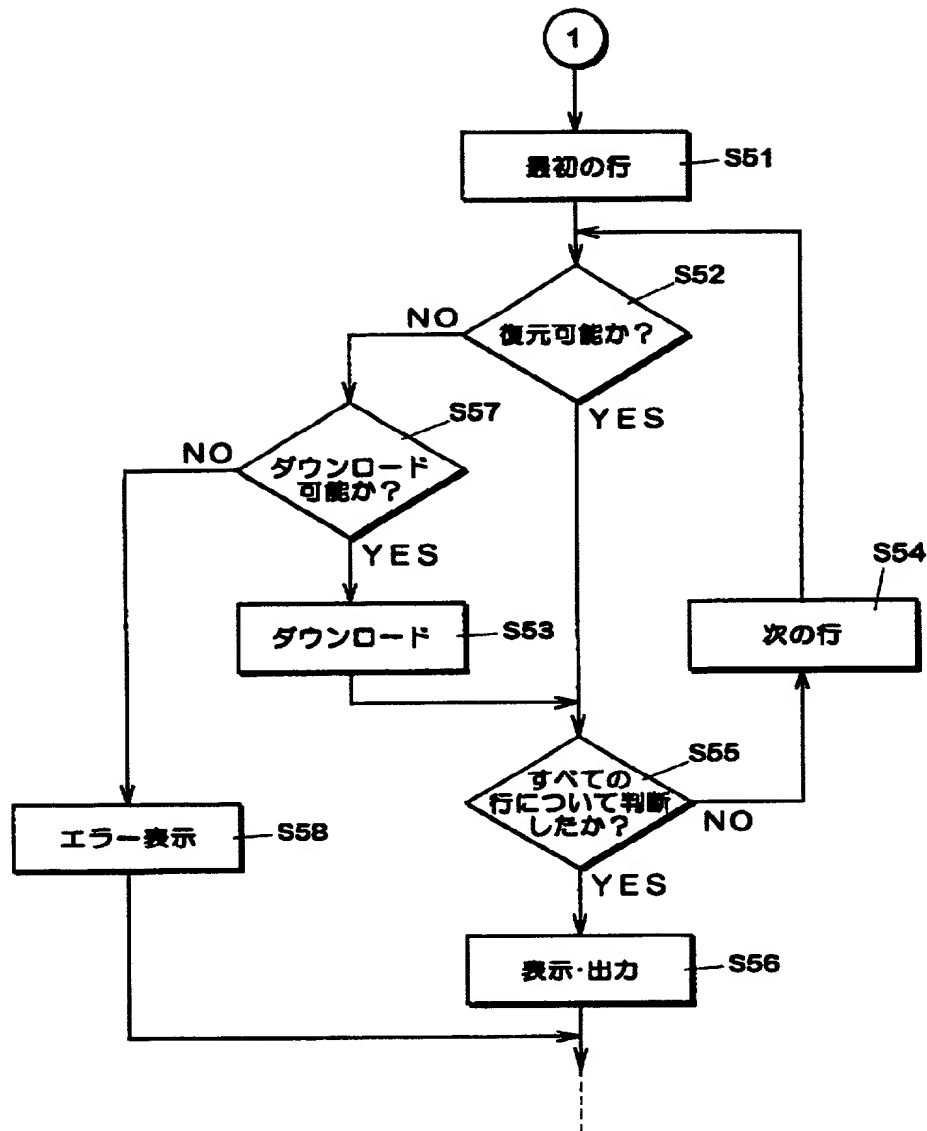 1
最初の行
S51
S52
NO
復元可能か?
YES
S57
NO
ダウンロード
可能か?
YES
S54
ダウンロード
S53
次の行
S55
すべての
行について判断
したか?
NO
エラー表示
S58
YES
表示·出力
S56